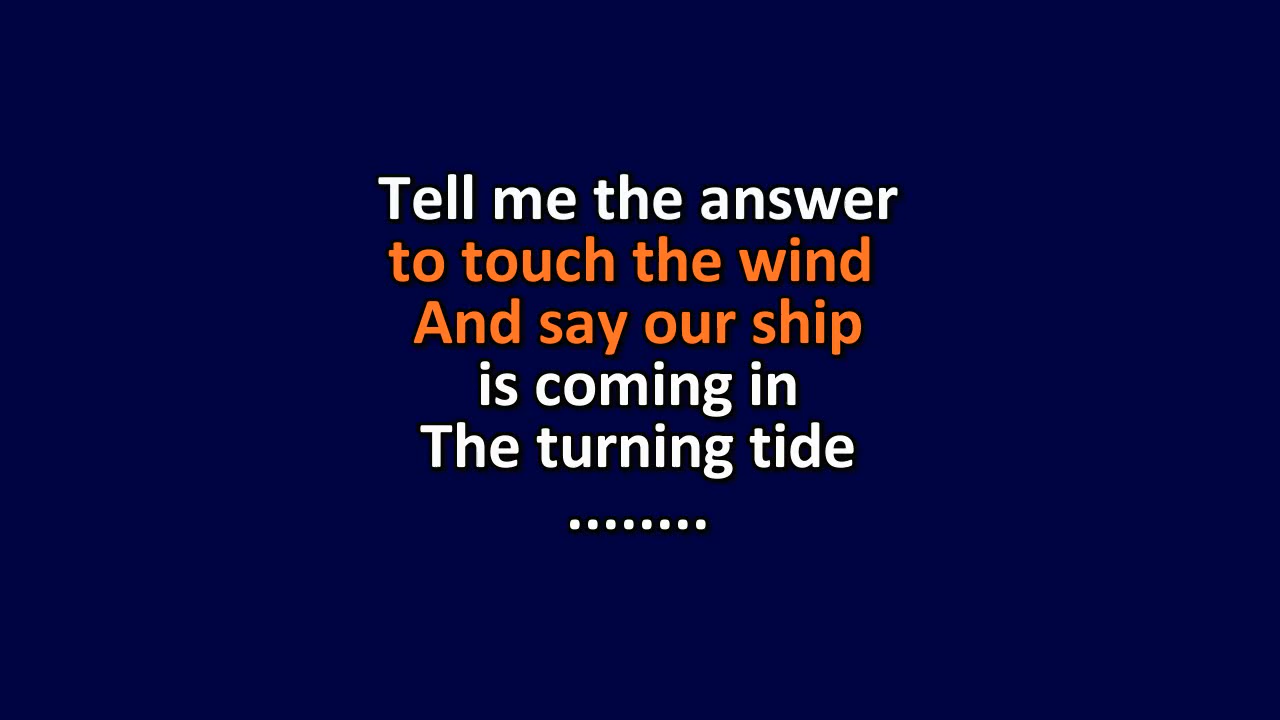 Tell me the answer
to touch the wind
And say our ship
is coming in
The turning tide
........